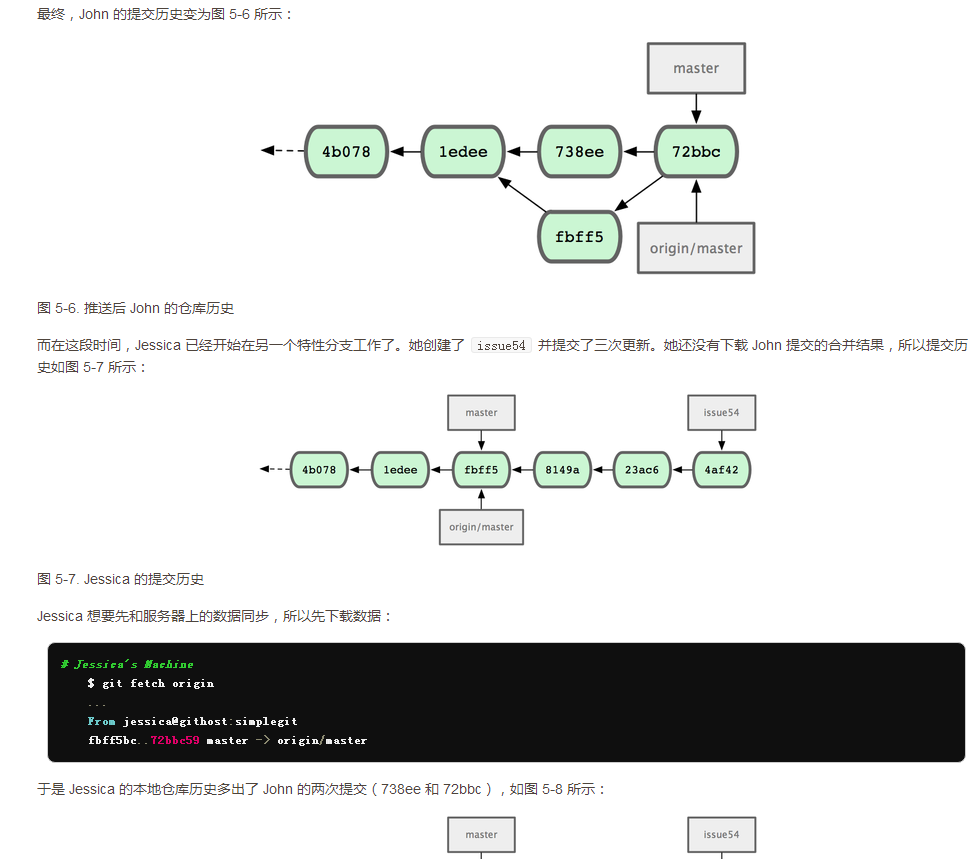 最终，John 的提交历史变为图 5-6 所示：
master
4b078 1edee 738ee 72bbc
fbff5
origin/master
图 5-6. 推送后 John 的仓库历史
而在这段时间，Jessica 已经开始在另一个特性分支工作了。她创建了 issue54 并提交了三次更新。她还没有下载 John 提交的合并结果，所以提交历
史如图 5-7 所示：
master issue54
4b078 1edee fbff5 8149a 23ac6 4af42
origin/master
图 5-7. Jessica 的提交历史
Jessica 想要先和服务器上的数据同步，所以先下载数据：
# Jessica's Machine
$ git fetch origin
...
From jessica@githost:simplegit
fbff5bc..72bbc59 master -> origin/master
于是 Jessica 的本地仓库历史多出了 John 的两次提交（738ee 和 72bbc），如图 5-8 所示：
master issue54